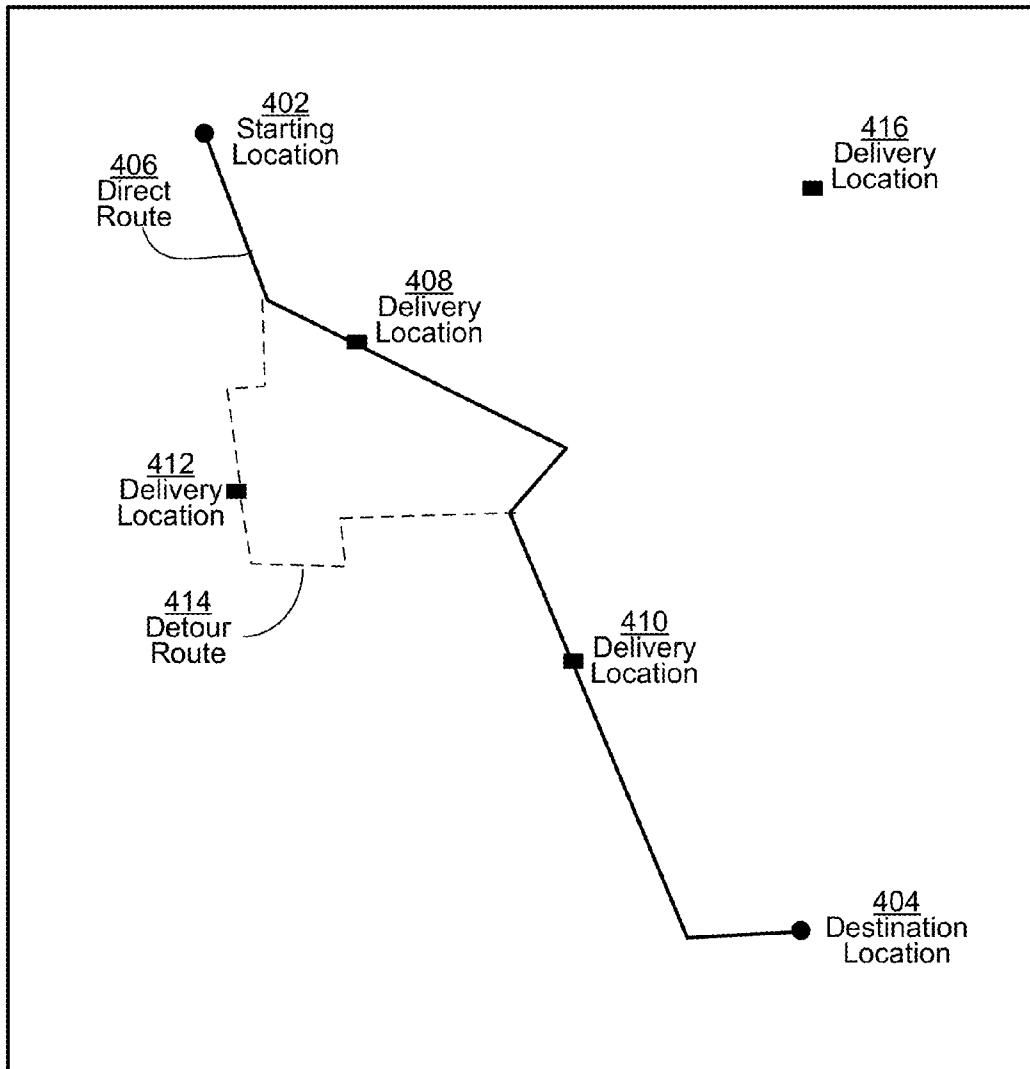 402
Starting
Location
416
Delivery
Location
406
Direct
Route
408
Delivery
Location
412
Delivery
Location
414
Detour
Route
410
Delivery
Location
404
Destination
Location